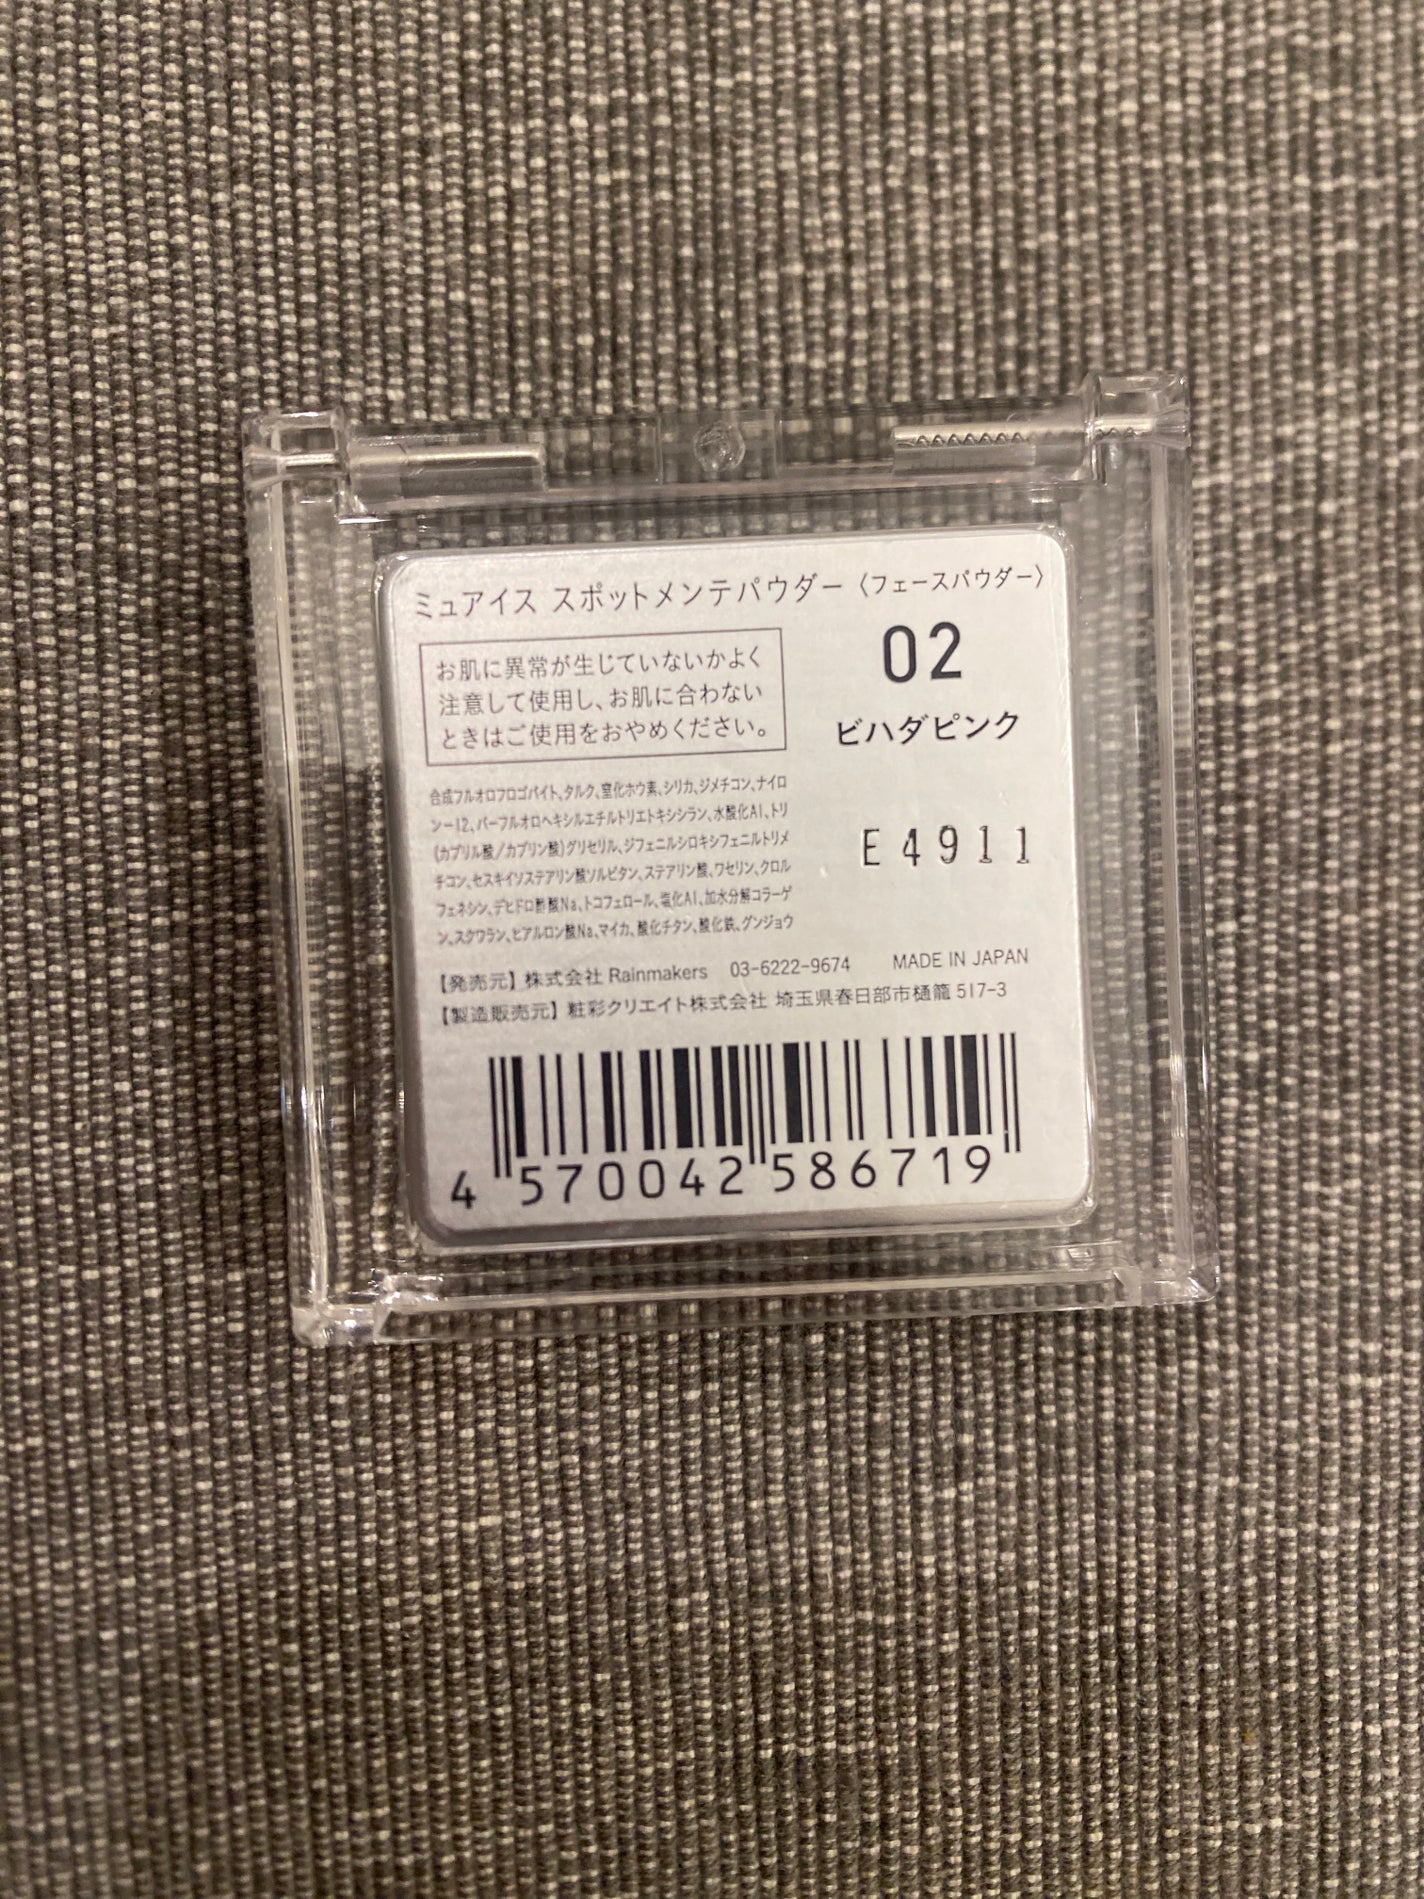 ミュアイス スポットメンテパウダー〈フェースパウダー〉
お肌に異常が生じていないかよく
注意して使用し、お肌に合わない
ときはご使用をおやめください。
02
ビハダピンク
E4911
合成フルオロフロゴパイト、タルク、窒化ホウ素、シリカ、ジメチコン、ナイロ
ン-12、パーフルオロヘキシルエチルトリエトキシシラン、水酸化Al、トリ
(カプリル酸/カプリン酸)グリセリル、ジフェニルシロキシフェニルトリメ
チコン、セスキイソステアリン酸ソルビタン、ステアリン酸、ワセリン、クロル
フェネシン、デヒドロ酢酸Na、トコフェロール、塩化Al、加水分解コラーゲ
ン、スクワラン、ヒアルロン酸Na、マイカ、酸化チタン、酸化鉄、グンジョウ
【発売元】株式会社 Rainmakers 03-6222-9674 MADE IN JAPAN
【製造販売元】粧彩クリエイト株式会社 埼玉県春日部市樋籠 517-3
4 570042 586719